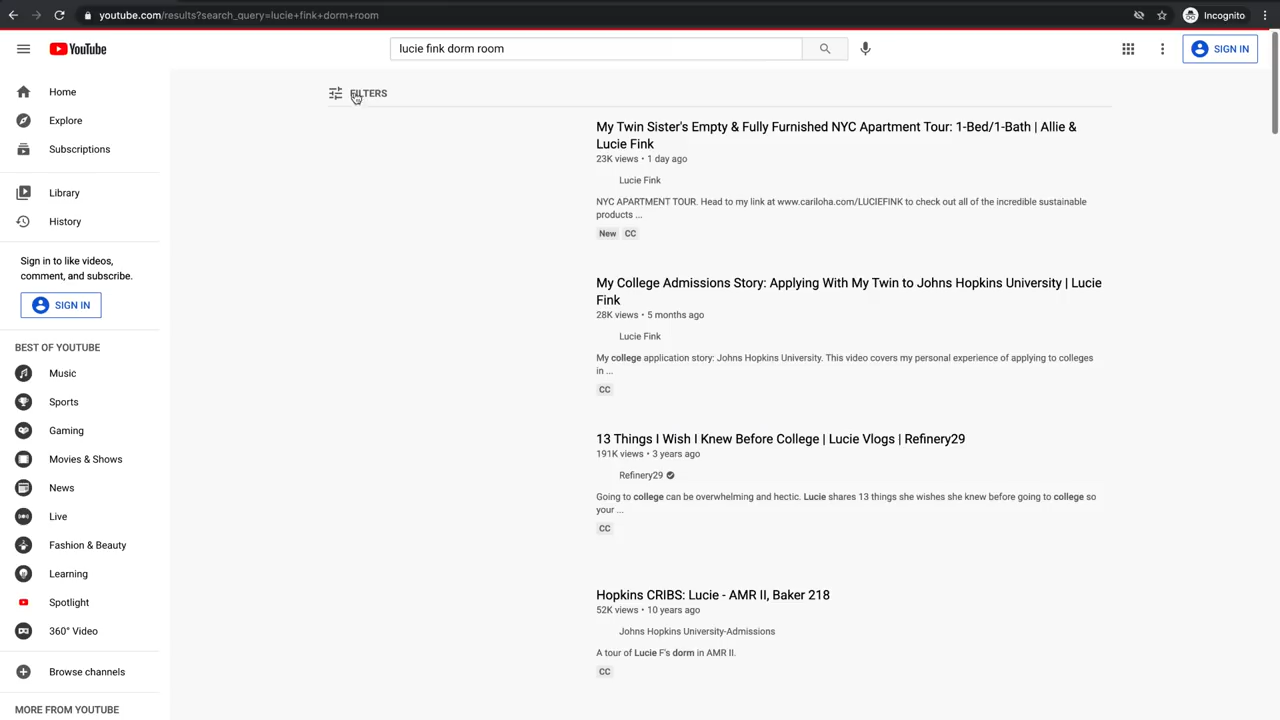 youtube.com/results?search_query=lucie+fink+dorm+room
Incognito
YouTube
lucie fink dorm room
SIGN IN
Home
Explore
Subscriptions
Library
History
Sign in to like videos,
comment, and subscribe.
SIGN IN
BEST OF YOUTUBE
Music
Sports
Gaming
Movies & Shows
News
Live
Fashion & Beauty
Learning
Spotlight
360° Video
Browse channels
MORE FROM YOUTUBE
FILTERS
My Twin Sister's Empty & Fully Furnished NYC Apartment Tour: 1-Bed/1-Bath | Allie &
Lucie Fink
23K views • 1 day ago
Lucie Fink
NYC APARTMENT TOUR. Head to my link at www.cariloha.com/LUCIEFINK to check out all of the incredible sustainable
products ...
New CC
My College Admissions Story: Applying With My Twin to Johns Hopkins University | Lucie
Fink
28K views • 5 months ago
Lucie Fink
My college application story: Johns Hopkins University. This video covers my personal experience of applying to colleges
in ...
CC
13 Things I Wish I Knew Before College | Lucie Vlogs | Refinery29
191K views • 3 years ago
Refinery29
Going to college can be overwhelming and hectic. Lucie shares 13 things she wishes she knew before going to college so
your ...
CC
Hopkins CRIBS: Lucie - AMR II, Baker 218
52K views • 10 years ago
Johns Hopkins University-Admissions
A tour of Lucie F's dorm in AMR II.
CC